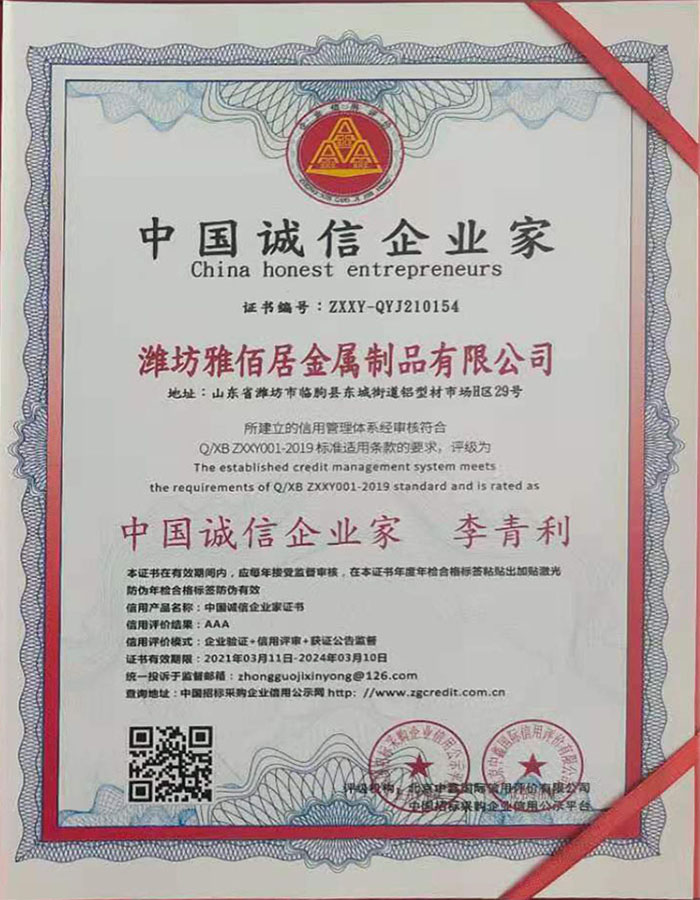 企业信用评价
中国诚信企业家
China honest entrepreneurs
证书编号：ZXXY-QYJ210154
潍坊雅佰居金属制品有限公司
地址：山东省潍坊市临朐县东城街道铝型材市场H区29号
所建立的信用管理体系经审核符合
Q/XB ZXXY001-2019 标准适用条款的要求，评级为
The established credit management system meets
the requirements of Q/XB ZXXY001-2019 standard and is rated as
中国诚信企业家 李青利
本证书在有效期间内，应每年接受监督审核，在本证书年度年检合格标签粘贴出加贴激光
防伪年检合格标签防伪有效
信用产品名称：中国诚信企业家证书
信用评价结果：AAA
信用评价模式：企业验证+信用评审+获证公告监督
证书有效期限：2021年03月11日-2024年03月10日
统一投诉于监督邮箱：zhongguojixinyong@126.com
查询地址：中国招标采购企业信用公示网 http: //www.zgcredit.com.cn
评级机构：北京中鑫国际信用评价有限公司
中国招标采购企业信用公示平台